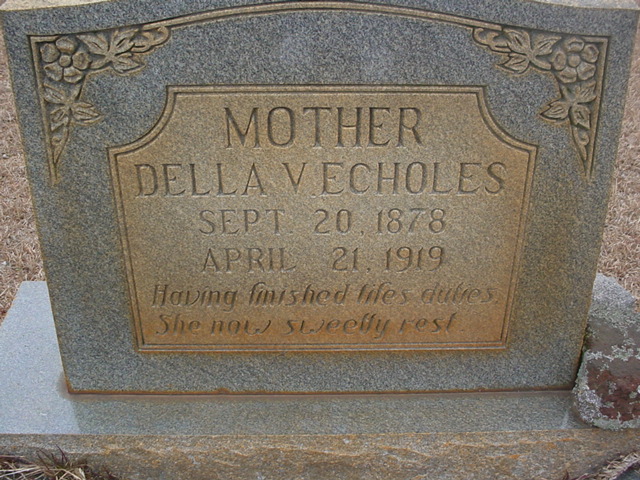 MOTHER
DELLA V. ECHOLES
SEPT. 20, 1878
APRIL 21, 1919
Having finished lifes duties,
She now sweetly rest.